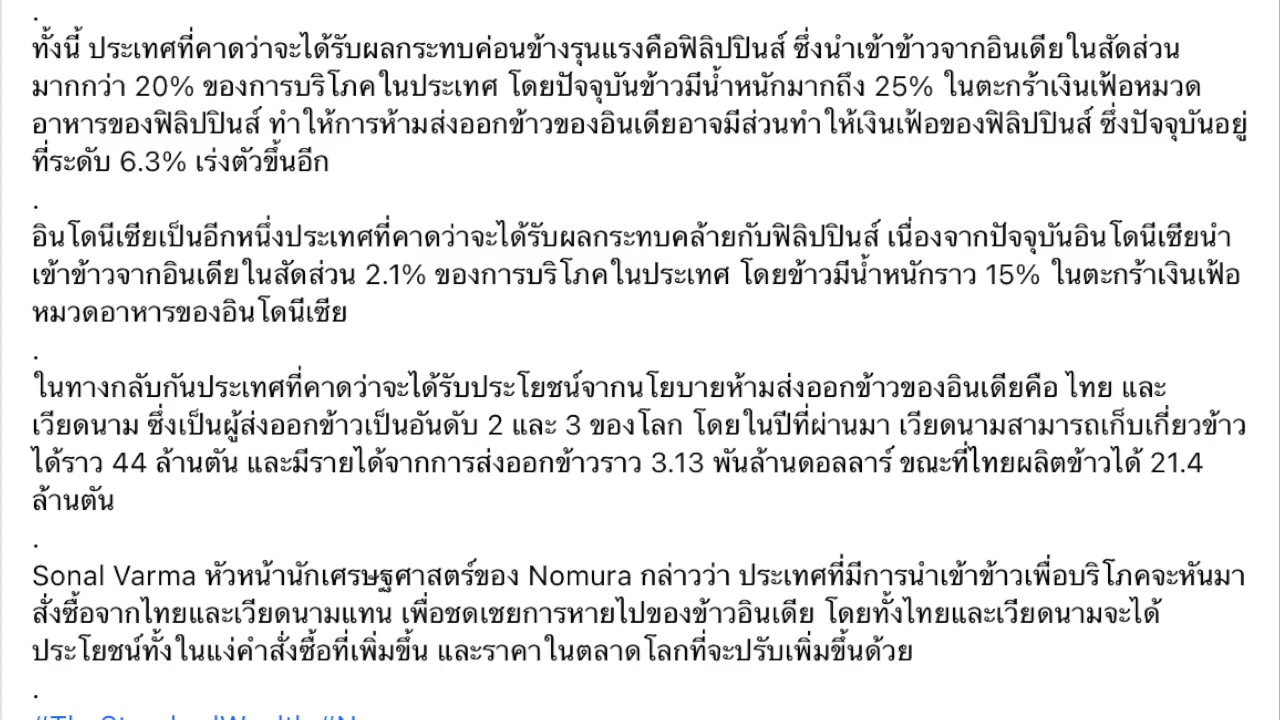 .
ทั้งนี้ ประเทศที่คาดว่าจะได้รับผลกระทบค่อนข้างรุนแรงคือฟิลิปปินส์ ซึ่งนำเข้าข้าวจากอินเดียในสัดส่วน
มากกว่า 20% ของการบริโภคในประเทศ โดยปัจจุบันข้าวมีน้ำหนักมากถึง 25% ในตะกร้าเงินเฟ้อหมวด
อาหารของฟิลิปปินส์ ทำให้การห้ามส่งออกข้าวของอินเดียอาจมีส่วนทำให้เงินเฟ้อของฟิลิปปินส์ ซึ่งปัจจุบันอยู่
ที่ระดับ 6.3% เร่งตัวขึ้นอีก
.
อินโดนีเซียเป็นอีกหนึ่งประเทศที่คาดว่าจะได้รับผลกระทบคล้ายกับฟิลิปปินส์ เนื่องจากปัจจุบันอินโดนีเซียนำ
เข้าข้าวจากอินเดียในสัดส่วน 2.1% ของการบริโภคในประเทศ โดยข้าวมีน้ำหนักราว 15% ในตะกร้าเงินเฟ้อ
หมวดอาหารของอินโดนีเซีย
.
ในทางกลับกันประเทศที่คาดว่าจะได้รับประโยชน์จากนโยบายห้ามส่งออกข้าวของอินเดียคือ ไทย และ
เวียดนาม ซึ่งเป็นผู้ส่งออกข้าวเป็นอันดับ 2 และ 3 ของโลก โดยในปีที่ผ่านมา เวียดนามสามารถเก็บเกี่ยวข้าว
ได้ราว 44 ล้านตัน และมีรายได้จากการส่งออกข้าวราว 3.13 พันล้านดอลลาร์ ขณะที่ไทยผลิตข้าวได้ 21.4
ล้านตัน
.
Sonal Varma หัวหน้านักเศรษฐศาสตร์ของ Nomura กล่าวว่า ประเทศที่มีการนำเข้าข้าวเพื่อบริโภคจะหันมา
สั่งซื้อจากไทยและเวียดนามแทน เพื่อชดเชยการหายไปของข้าวอินเดีย โดยทั้งไทยและเวียดนามจะได้
ประโยชน์ทั้งในแง่คำสั่งซื้อที่เพิ่มขึ้น และราคาในตลาดโลกที่จะปรับเพิ่มขึ้นด้วย
.
#TheStandardWealth